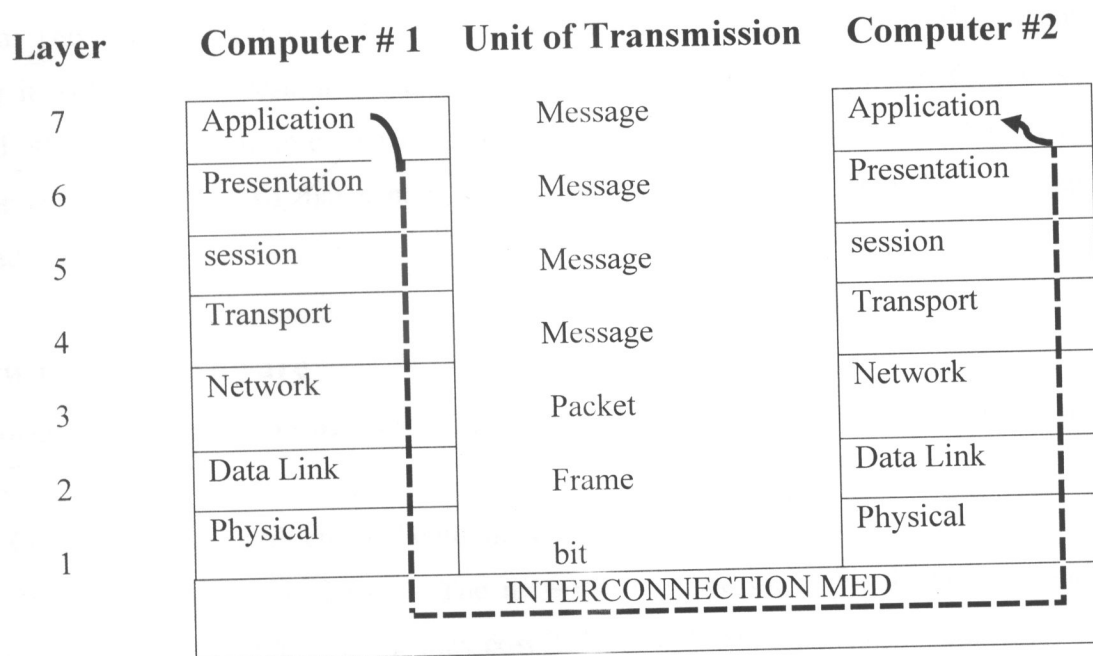 Layer Computer # 1 Unit of Transmission Computer #2
7 Application Message Application
6 Presentation Message Presentation
5 session Message session
4 Transport Message Transport
3 Network Packet Network
2 Data Link Frame Data Link
1 Physical bit Physical
INTERCONNECTION MED